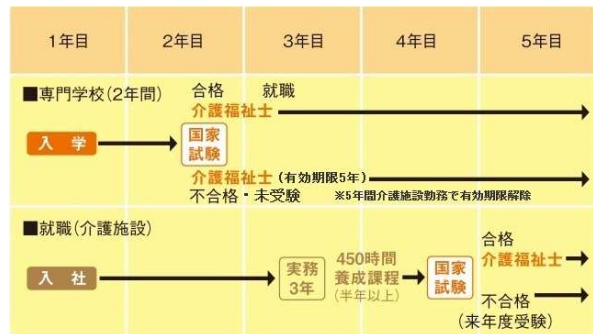 1年目 2年目 3年目 4年目 5年目
■専門学校(2年間)
合格 就職
介護福祉士
入 学
国家
試験
介護福祉士(有効期限5年)
不合格・未受験 ※5年間介護施設勤務で有効期限解除
■就職(介護施設)
入 社
実務
3年
450時間
養成課程
(半年以上)
国家
試験
合格
介護福祉士
不合格
(来年度受験)